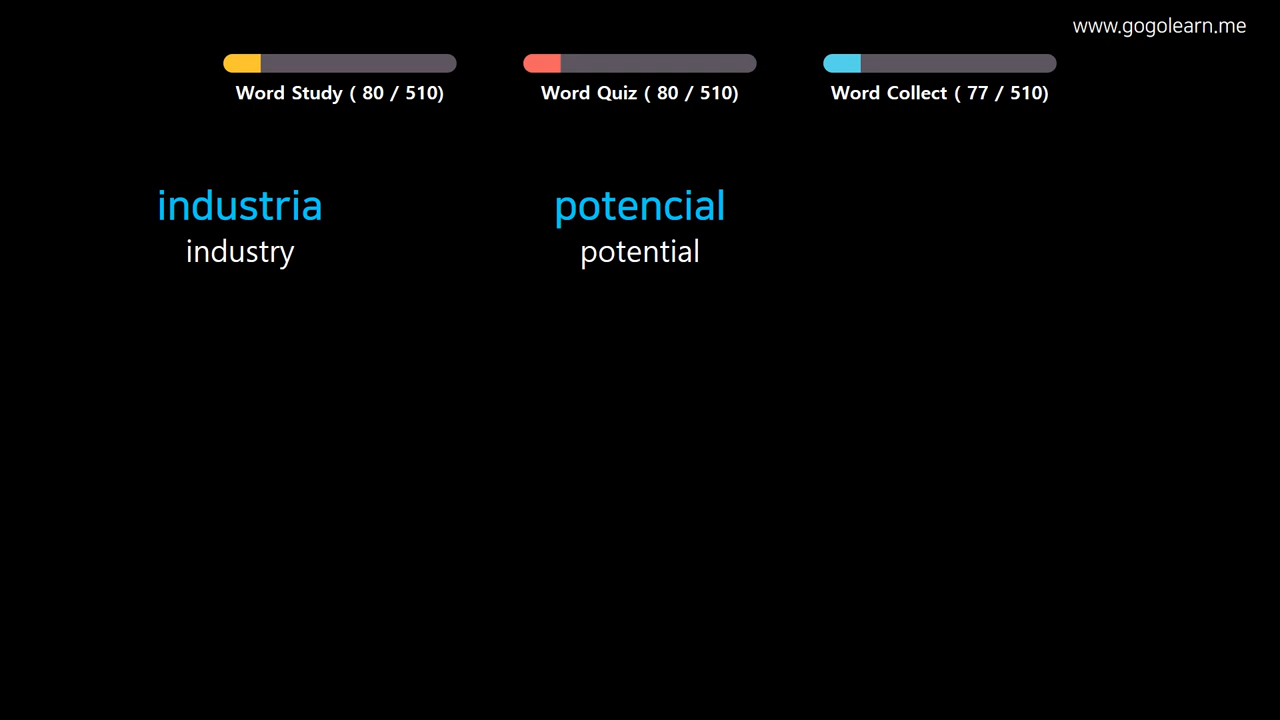 www.gogolearn.me
Word Study ( 80 / 510)
Word Quiz ( 80 / 510)
Word Collect ( 77 / 510)
industria
industry
potencial
potential